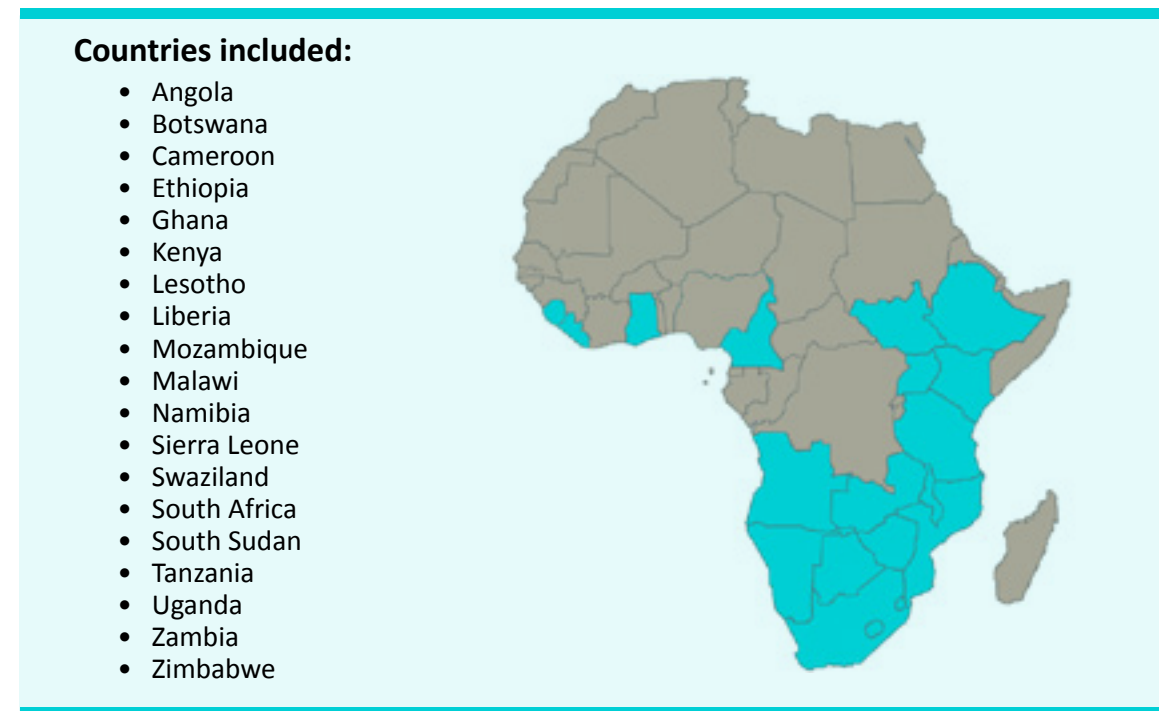 Countries included:
• Angola
• Botswana
• Cameroon
• Ethiopia
• Ghana
• Kenya
• Lesotho
• Liberia
• Mozambique
• Malawi
• Namibia
• Sierra Leone
• Swaziland
• South Africa
• South Sudan
• Tanzania
• Uganda
• Zambia
• Zimbabwe